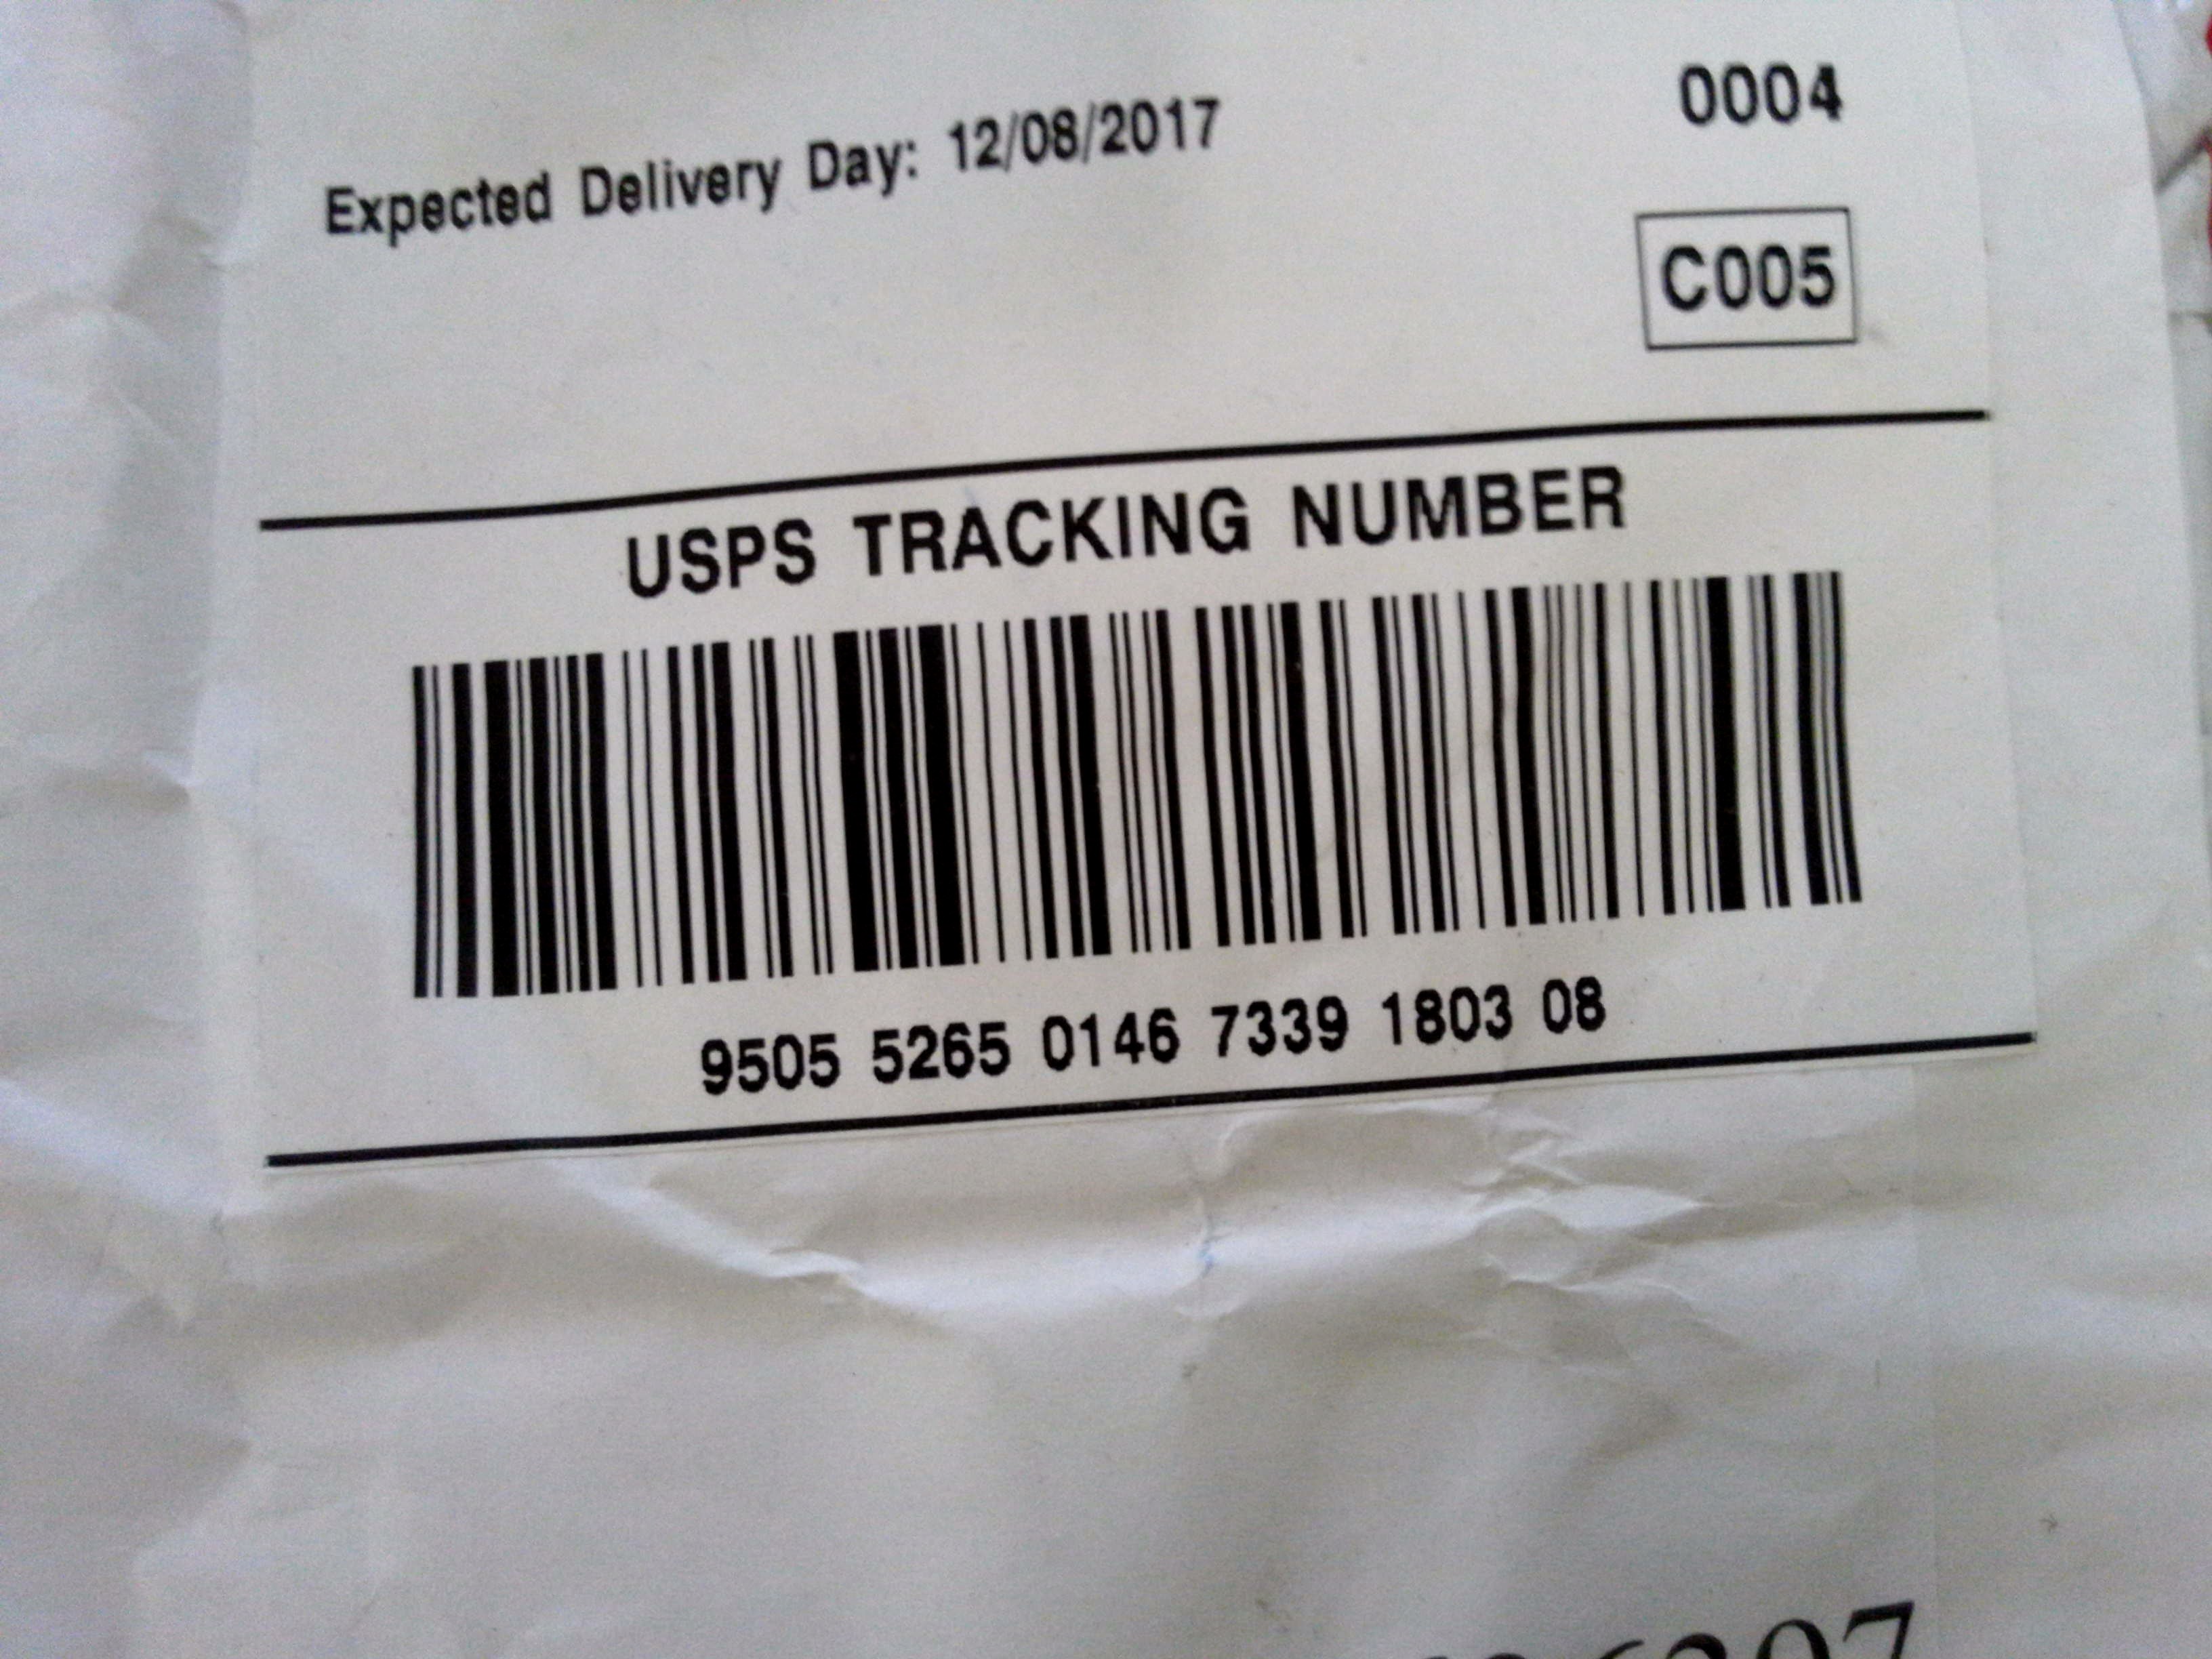 0004
Expected Delivery Day: 12/08/2017
C005
USPS TRACKING NUMBER
9505 5265 0146 7339 1803 08